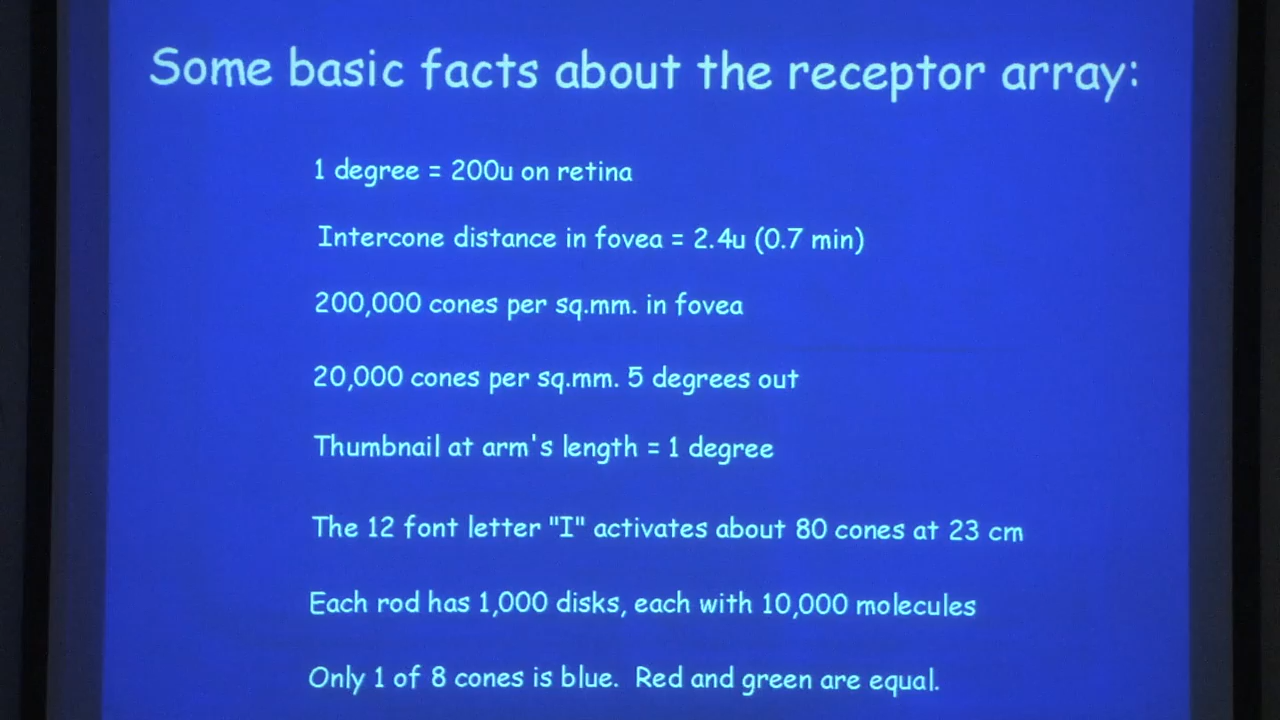 Some basic facts about the receptor array:
1 degree = 200u on retina
Intercone distance in fovea = 2.4u (0.7 min)
200,000 cones per sq.mm. in fovea
20,000 cones per sq.mm. 5 degrees out
Thumbnail at arm's length = 1 degree
The 12 font letter "I" activates about 80 cones at 23 cm
Each rod has 1,000 disks, each with 10,000 molecules
Only 1 of 8 cones is blue.  Red and green are equal.